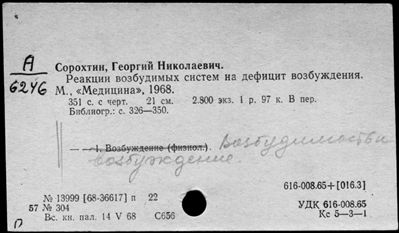 А
6246
Сорохтин, Георгий Николаевич.
Реакции возбудимых систем на дефицит возбуждения.
М., «Медицина», 1968.
351 с. с черт. 21 см. 2.800 экз. 1 р. 97 к. В пер.
Библиогр.: с. 326—350.
— 1. Возбуждение (физиол.). Возбудимость и
возбуждение.
616-008.65+[016.3]
№ 13999 [68-36617] п 22
57 № 304
УДК 616-008.65
Вс. кн. пал. 14 V 68 С656
Кс 5—3—1
П